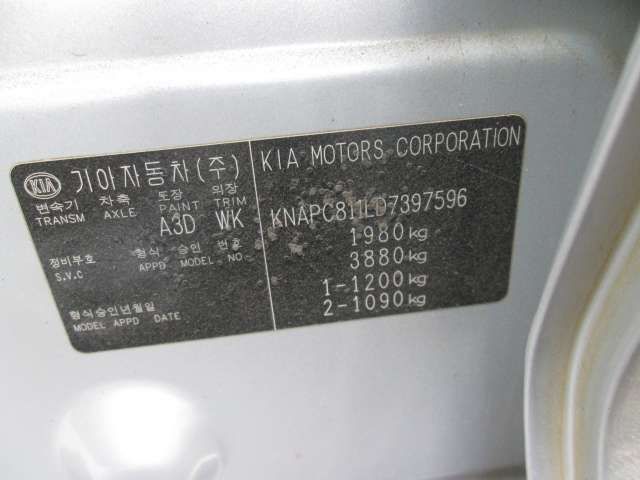 KIA 기아자동차(주)
변속기 차축 도장 의장
TRANSM AXLE PAINT TRIM
A3D WK
정비부호 형식 승인 번호
S.V.C APPD MODEL NO
형식승인년월일
MODEL APPD DATE
KIA MOTORS CORPORATION
KNAPC811LD7397596
1980kg
3880kg
1-1200kg
2-1090kg